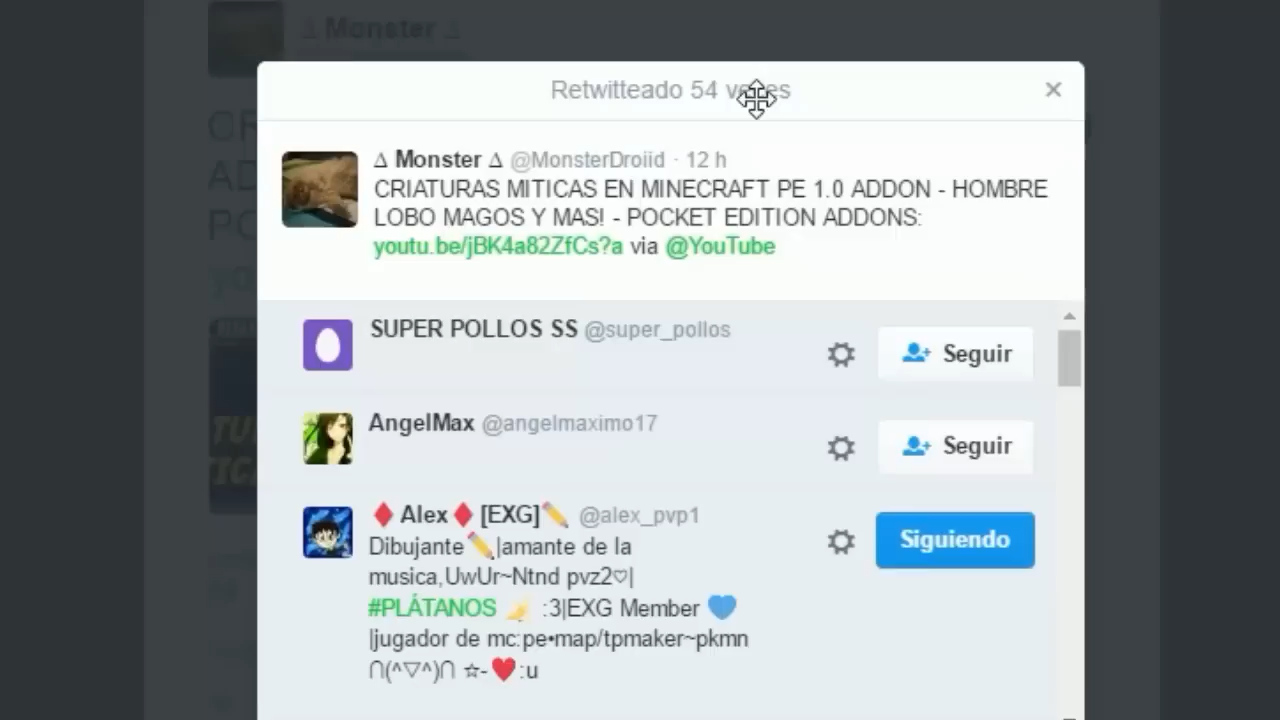 Δ Monster Δ
Retwitteado 54 veces
Δ Monster Δ @MonsterDroiid · 12 h
CRIATURAS MITICAS EN MINECRAFT PE 1.0 ADDON - HOMBRE
LOBO MAGOS Y MAS! - POCKET EDITION ADDONS:
youtu.be/jBK4a82ZfCs?a via @YouTube
SUPER POLLOS SS @super_pollos
Seguir
AngelMax @angelmaximo17
Seguir
♦️Alex♦️[EXG]✏️ @alex_pvp1
Siguiendo
Dibujante✏️|amante de la
musica,UwUr~Ntnd pvz2♡|
#PLÁTANOS 🍌 :3|EXG Member 💙
|jugador de mc:pe•map/tpmaker~pkmn
∩(^▽^)∩ ☆-❤️:u